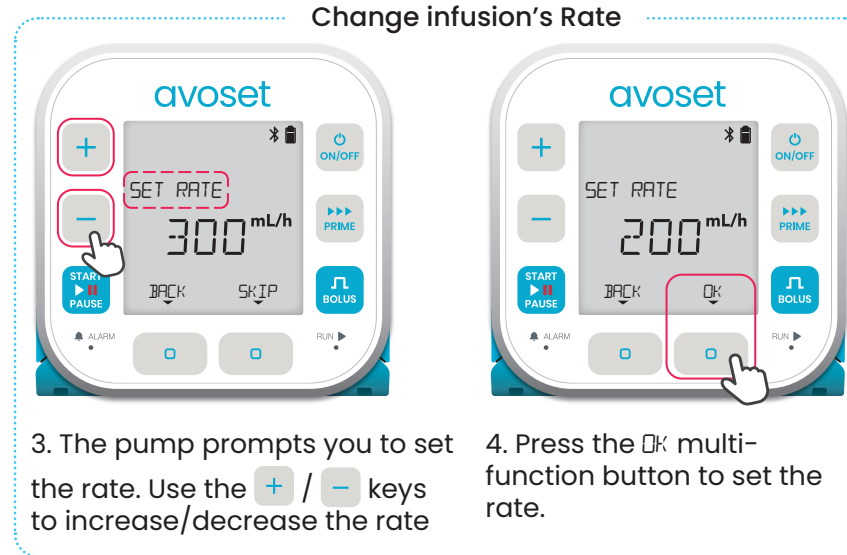 Change infusion's Rate
avoset
+
ON/OFF
SET RATE
−
300 mL/h
PRIME
START
PAUSE
BACK SKIP
BOLUS
ALARM
RUN
avoset
+
ON/OFF
SET RATE
−
200 mL/h
PRIME
START
PAUSE
BACK OK
BOLUS
ALARM
RUN
3. The pump prompts you to set
the rate. Use the + / − keys
to increase/decrease the rate
4. Press the OK multi-
function button to set the
rate.